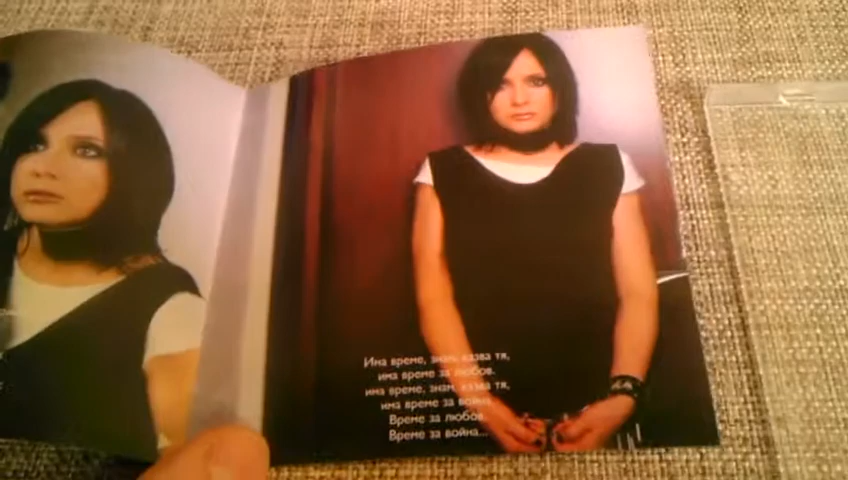 Има време, знам, казва тя,
има време за любов.
има време, знам, казва тя,
има време за война.
Време за любов.
Време за война...